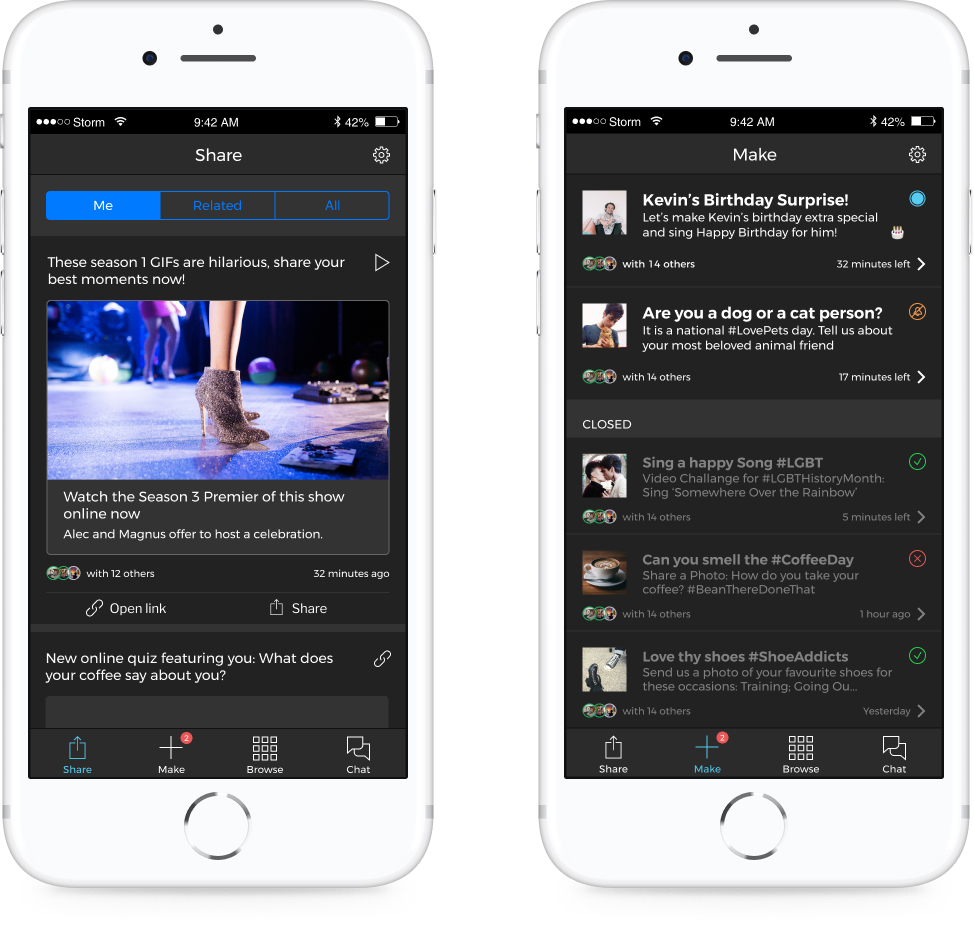 Storm 9:42 AM 42%
Share
Me Related All
These season 1 GIFs are hilarious, share your
best moments now!
Watch the Season 3 Premier of this show
online now
Alec and Magnus offer to host a celebration.
with 12 others 32 minutes ago
Open link Share
New online quiz featuring you: What does
your coffee say about you?
2
Share Make Browse Chat
Storm 9:42 AM 42%
Make
Kevin's Birthday Surprise!
Let's make Kevin's birthday extra special
and sing Happy Birthday for him!
with 14 others 32 minutes left
Are you a dog or a cat person?
It is a national #LovePets day. Tell us about
your most beloved animal friend
with 14 others 17 minutes left
CLOSED
Sing a happy Song #LGBT
Video Challange for #LGBTHistoryMonth:
Sing 'Somewhere Over the Rainbow'
with 14 others 5 minutes left
Can you smell the #CoffeeDay
Share a Photo: How do you take your
coffee? #BeanThereDoneThat
with 14 others 1 hour ago
Love thy shoes #ShoeAddicts
Send us a photo of your favourite shoes for
these occasions: Training; Going Ou...
with 14 others Yesterday
2
Share Make Browse Chat